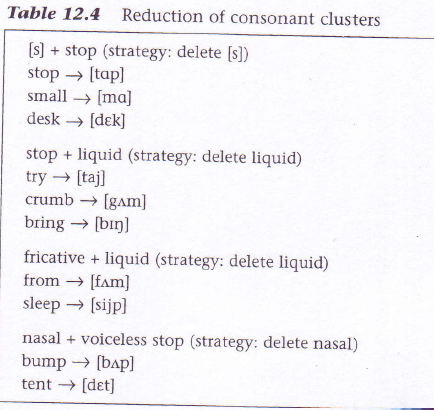 Table 12.4 Reduction of consonant clusters
[s] + stop (strategy: delete [s])
stop → [tɑp]
small → [mɑ]
desk → [dɛk]
stop + liquid (strategy: delete liquid)
try → [taj]
crumb → [gʌm]
bring → [bɪŋ]
fricative + liquid (strategy: delete liquid)
from → [fʌm]
sleep → [sijp]
nasal + voiceless stop (strategy: delete nasal)
bump → [bʌp]
tent → [dɛt]